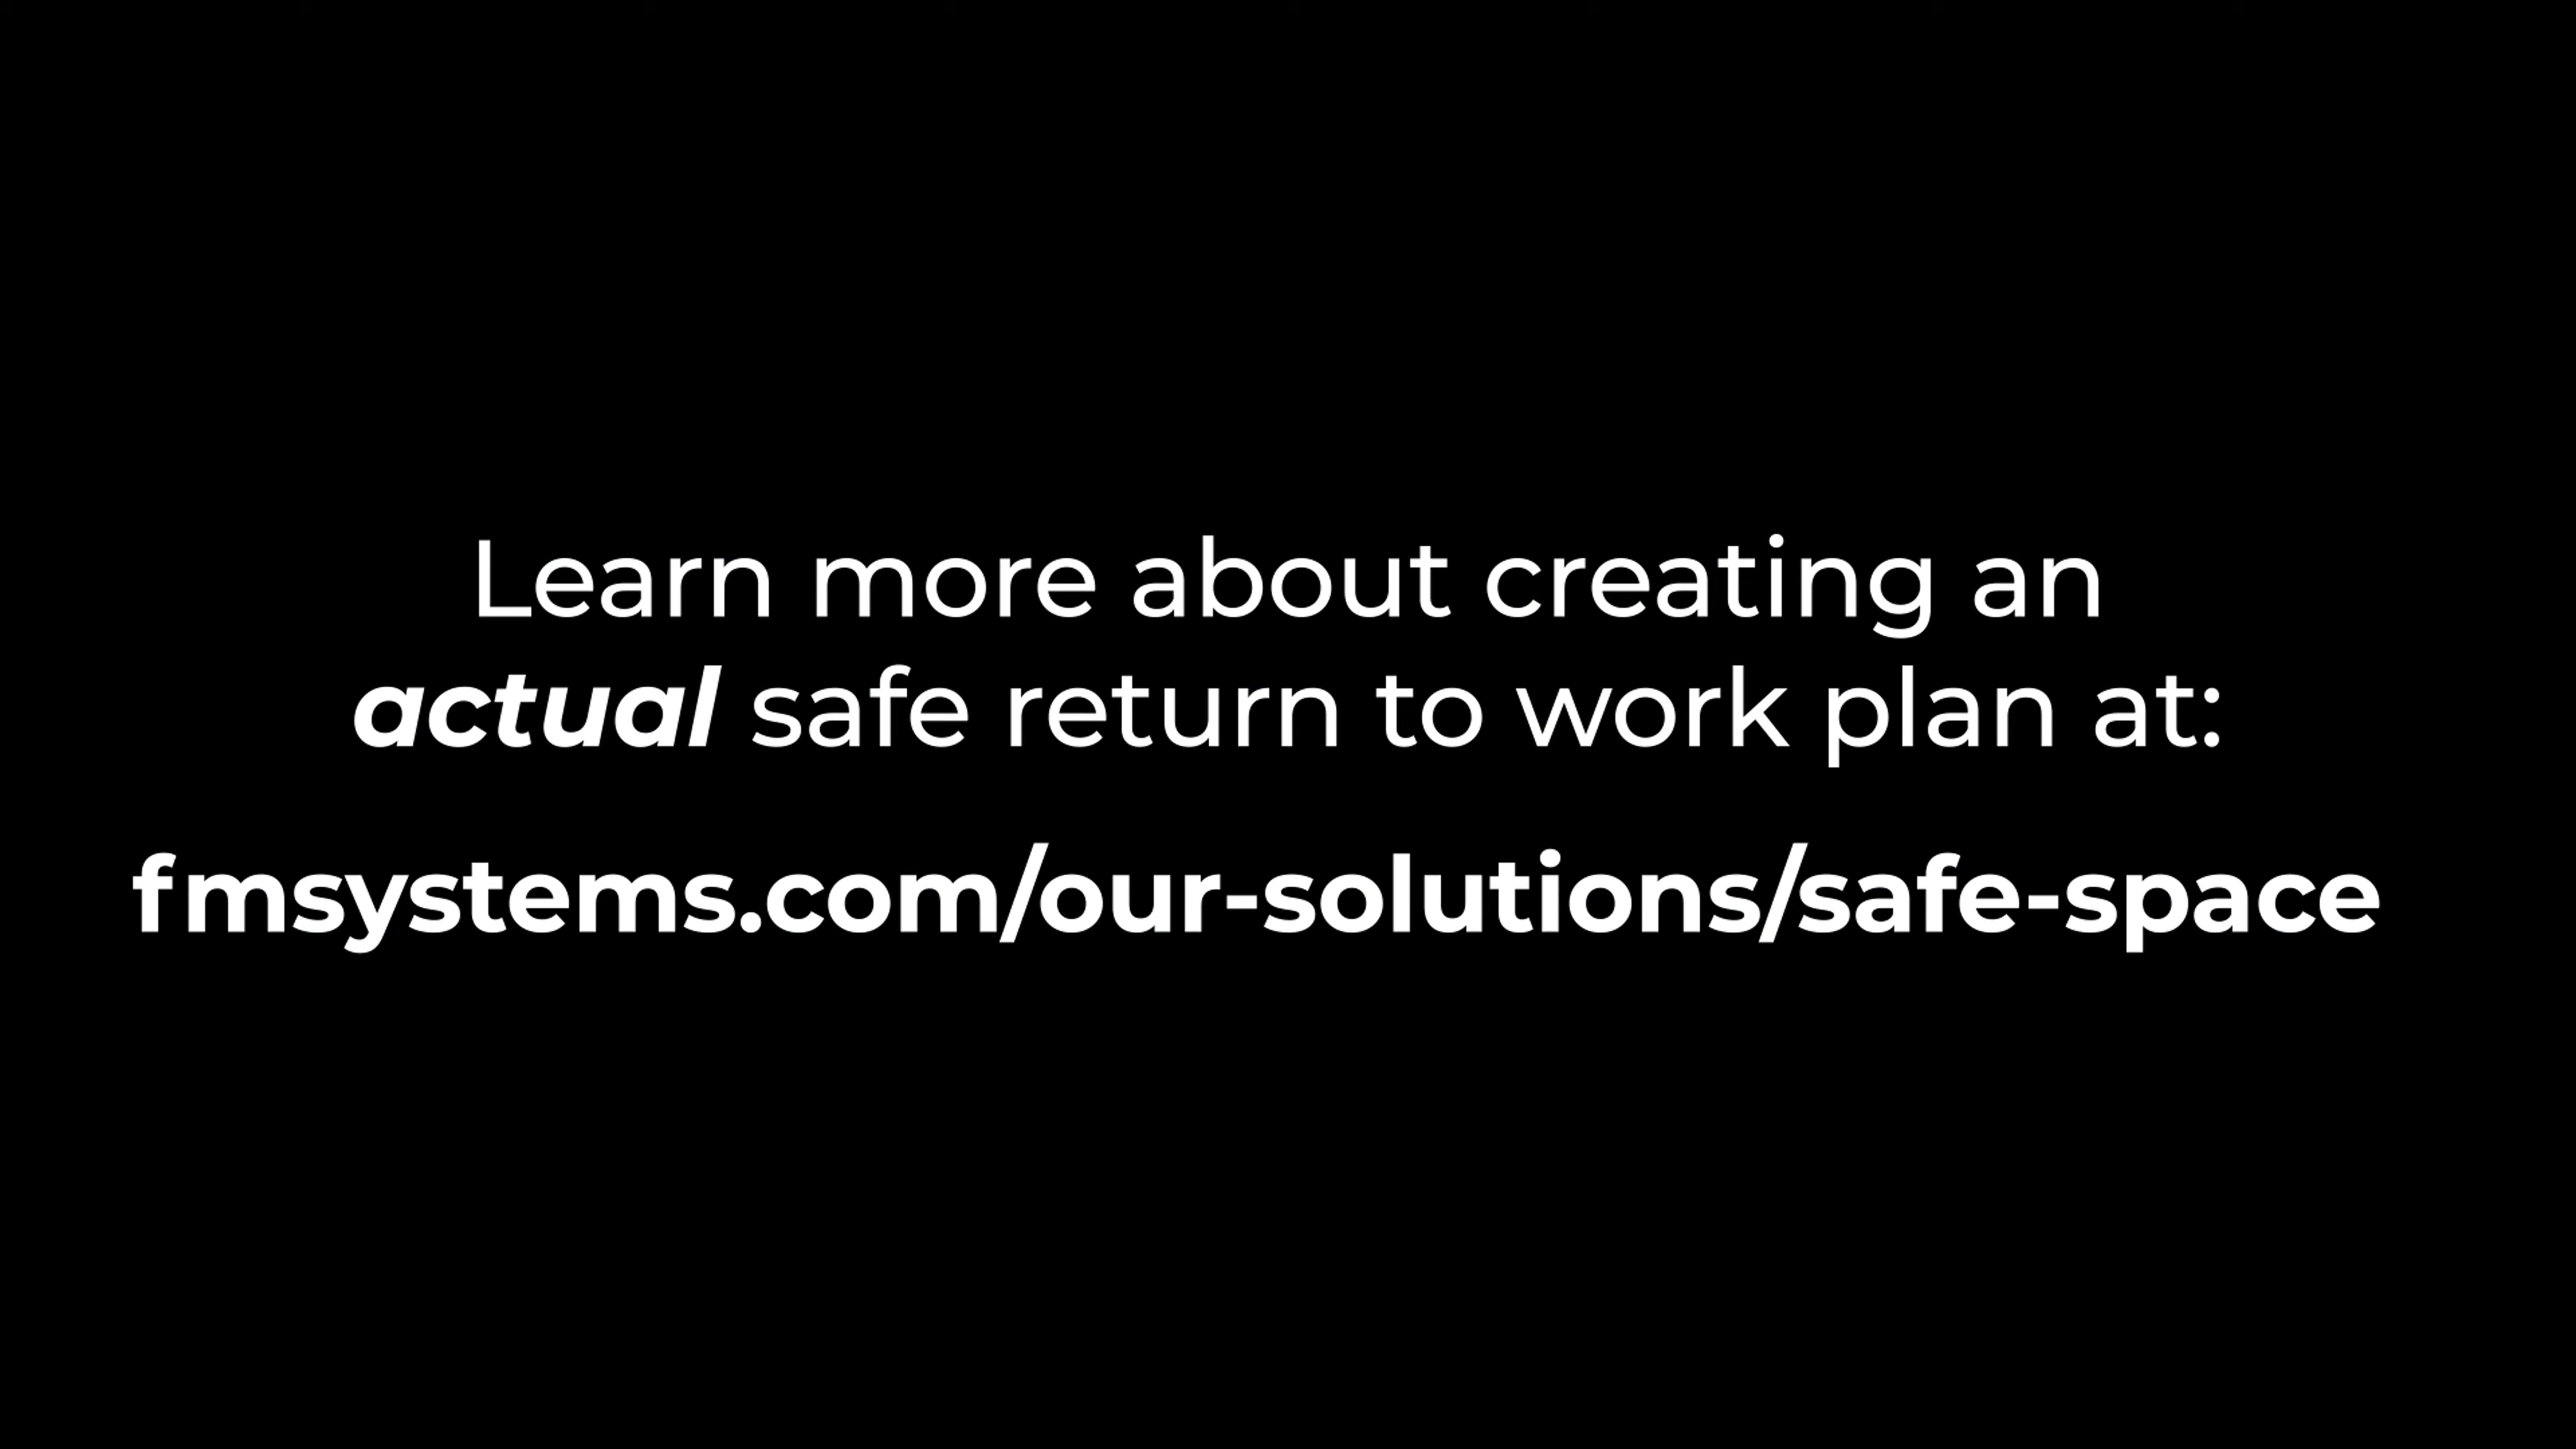 Learn more about creating an
actual safe return to work plan at:
fmsystems.com/our-solutions/safe-space